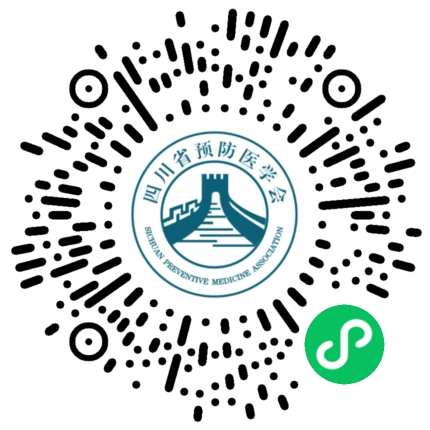 四川省预防医学会
SICHUAN PREVENTIVE MEDICINE ASSOCIATION